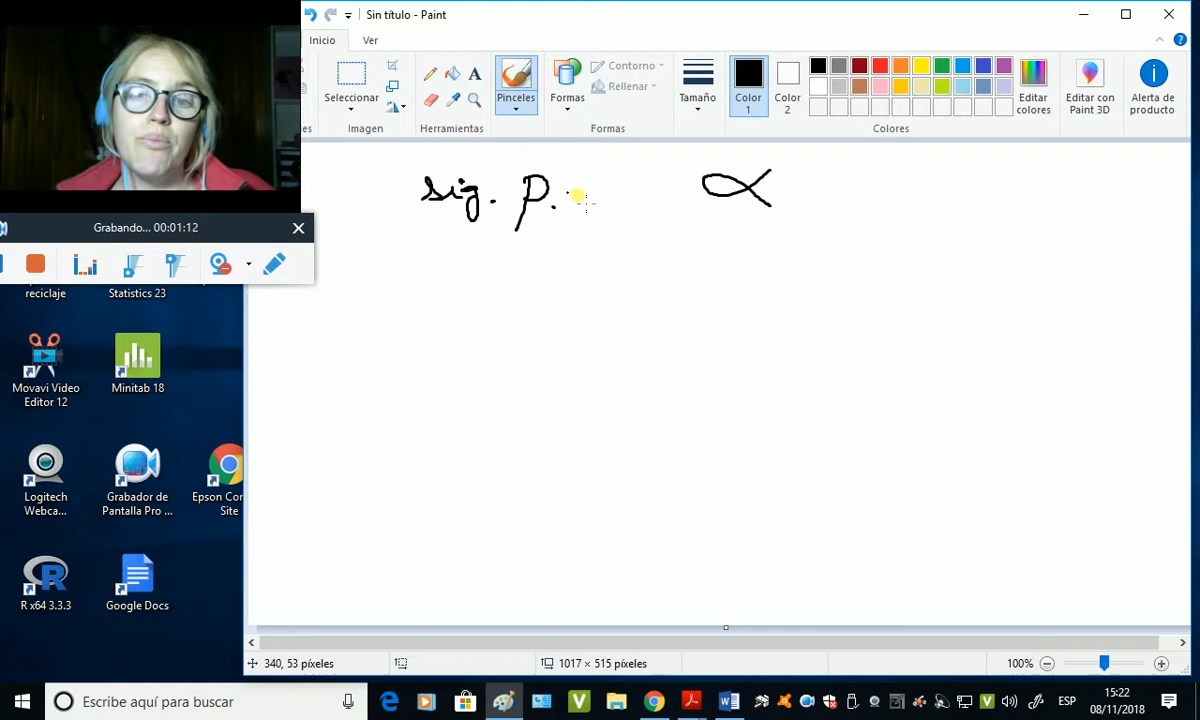 Sin título - Paint
Inicio Ver
Seleccionar
Imagen
Herramientas
Pinceles
Formas
Contorno
Rellenar
Formas
Tamaño
Color 1
Color 2
Editar colores
Editar con Paint 3D
Alerta de producto
Colores
sig. p. α
Grabando... 00:01:12
reciclaje
Statistics 23
Movavi Video Editor 12
Minitab 18
Logitech Webca...
Grabador de Pantalla Pro ...
Epson Con
Site
R x64 3.3.3
Google Docs
340, 53 píxeles
1017 × 515 píxeles
100%
Escribe aquí para buscar
ESP
15:22
08/11/2018